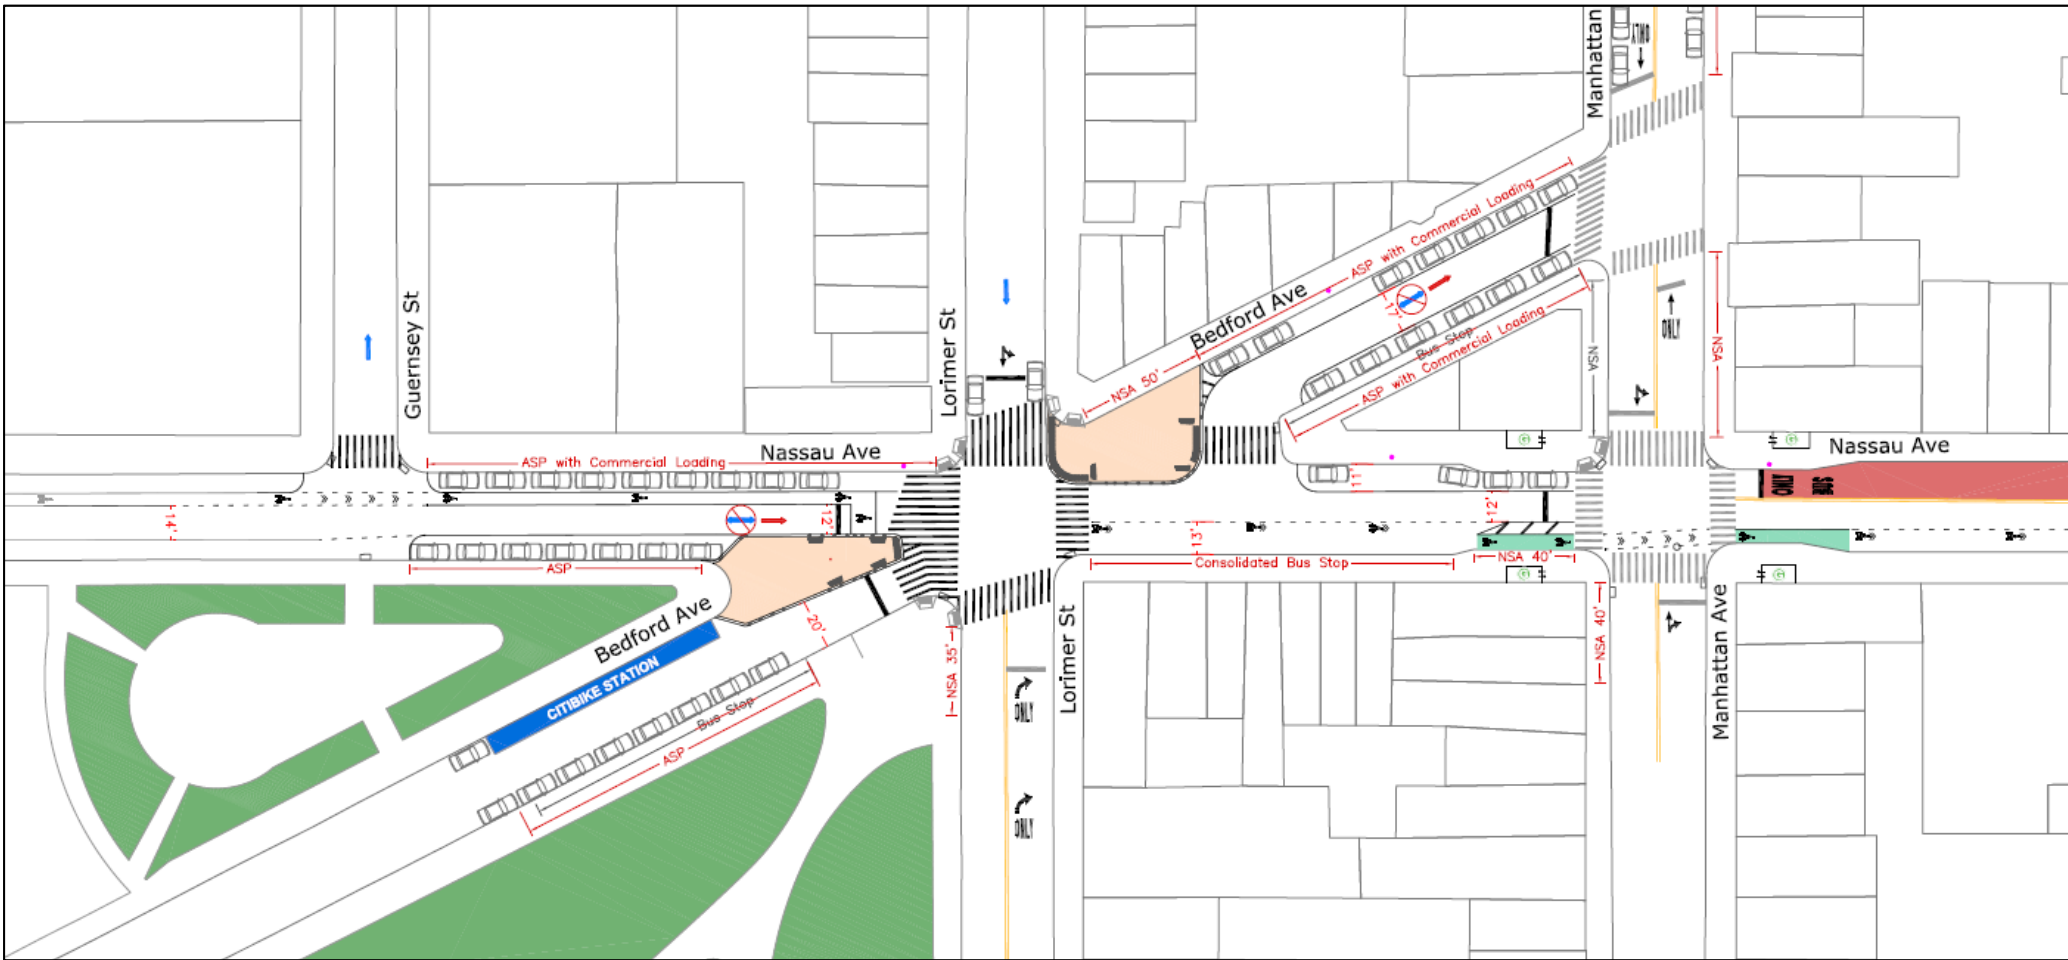 Manhattan
ONLY
Guernsey St
Lorimer St
Bedford Ave
ASP with Commercial Loading
17'
Bus Stop
ASP with Commercial Loading
NSA
ONLY
NSA
NSA 50'
Nassau Ave
ASP with Commercial Loading
Nassau Ave
11'
BUS
ONLY
14'
12'
13'
12'
ASP
Consolidated Bus Stop
NSA 40'
Bedford Ave
20'
CITIBIKE STATION
NSA 35'
Lorimer St
NSA 40'
Manhattan Ave
Bus Stop
ASP
ONLY
ONLY